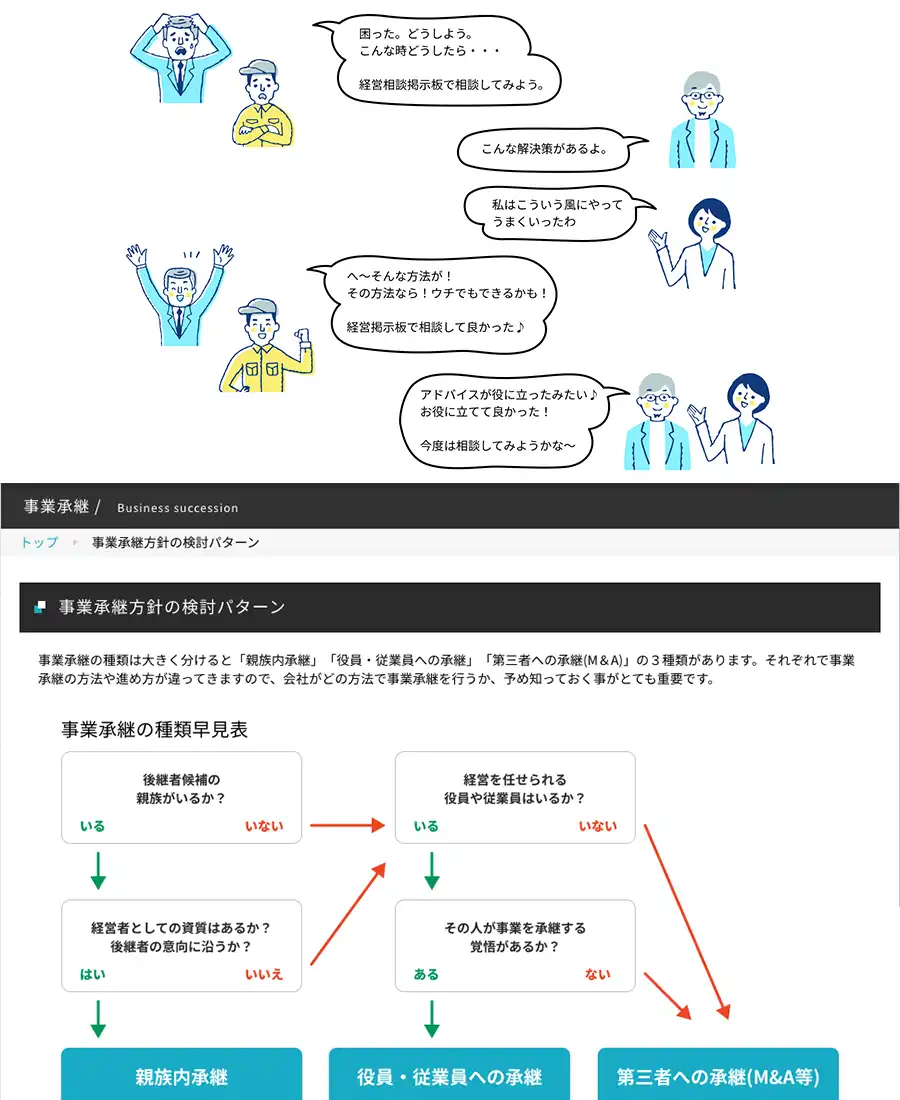 困った。どうしよう。
こんな時どうしたら・・・
経営相談掲示板で相談してみよう。
こんな解決策があるよ。
私はこういう風にやって
うまくいったわ
へ〜そんな方法が！
その方法なら！ウチでもできるかも！
経営掲示板で相談して良かった♪
アドバイスが役に立ったみたい♪
お役に立てて良かった！
今度は相談してみようかな〜
事業承継 / Business succession
トップ ▶ 事業承継方針の検討パターン
事業承継方針の検討パターン
事業承継の種類は大きく分けると「親族内承継」「役員・従業員への承継」「第三者への承継(M&A)」の３種類があります。それぞれで事業
承継の方法や進め方が違ってきますので、会社がどの方法で事業承継を行うか、予め知っておく事がとても重要です。
事業承継の種類早見表
後継者候補の
親族がいるか？
いる いない
経営を任せられる
役員や従業員はいるか？
いる いない
経営者としての資質はあるか？
後継者の意向に沿うか？
はい いいえ
その人が事業を承継する
覚悟があるか？
ある ない
親族内承継
役員・従業員への承継
第三者への承継(M&A等)